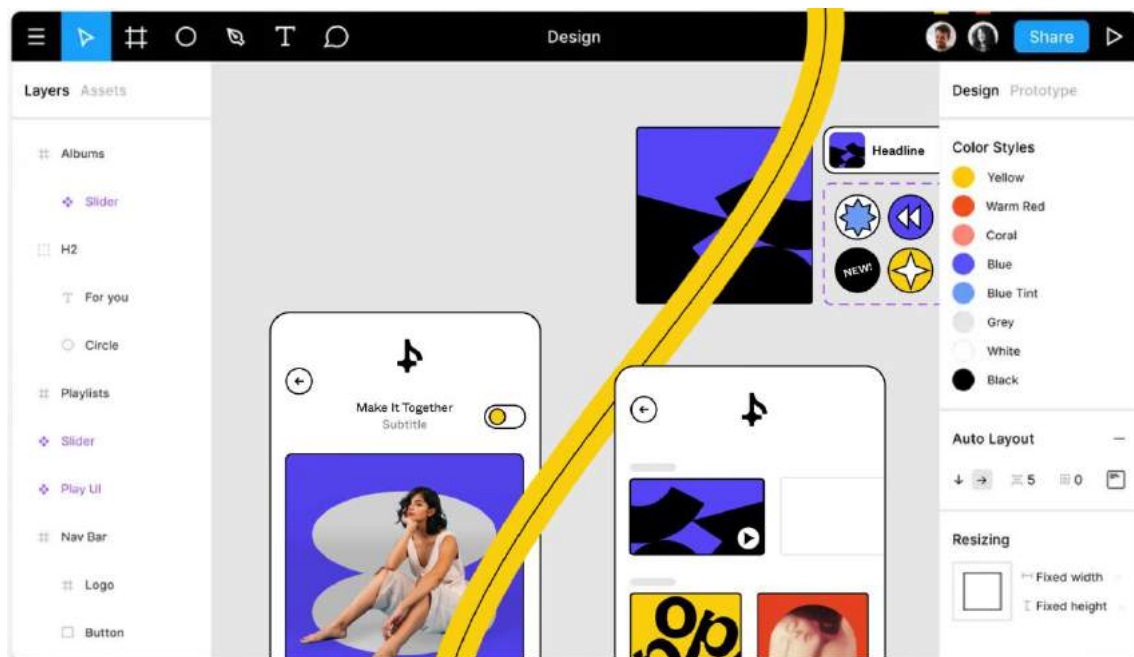 T
Design
Share
Layers Assets
Albums
Slider
H2
T For you
Circle
Playlists
Slider
Play UI
Nav Bar
Logo
Button
Make It Together
Subtitle
Headline
NEW!
op
op
Design Prototype
Color Styles
Yellow
Warm Red
Coral
Blue
Blue Tint
Grey
White
Black
Auto Layout
5
0
Resizing
Fixed width
Fixed height